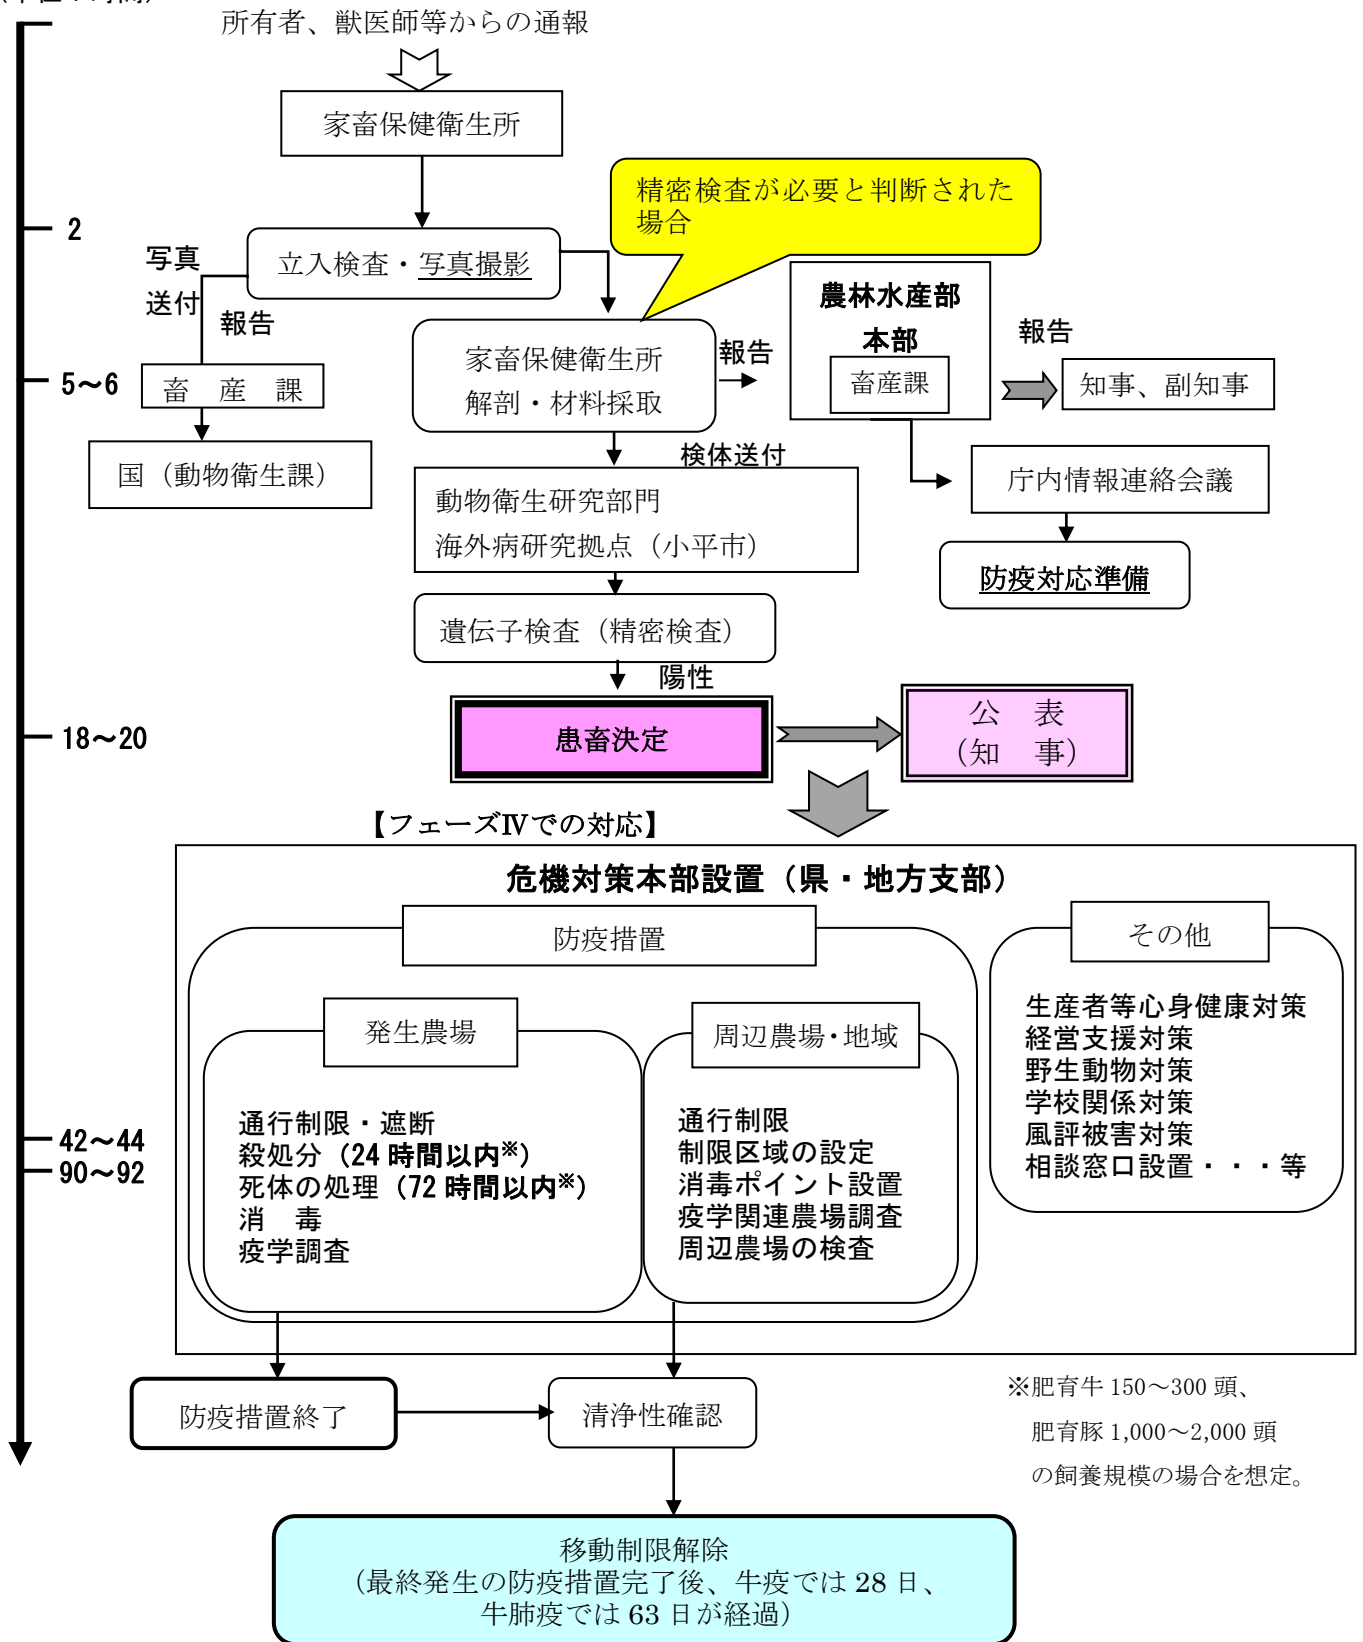 所有者、獣医師等からの通報
家畜保健衛生所
精密検査が必要と判断された
場合
2
写真
送付
立入検査・写真撮影
報告
農林水産部
本部
畜産課
家畜保健衛生所
解剖・材料採取
報告
報告
知事、副知事
5～6
畜 産 課
国（動物衛生課）
検体送付
庁内情報連絡会議
動物衛生研究部門
海外病研究拠点（小平市）
防疫対応準備
遺伝子検査（精密検査）
陽性
18～20
患畜決定
公 表
（知 事）
【フェーズⅣでの対応】
危機対策本部設置（県・地方支部）
防疫措置
その他
発生農場
周辺農場・地域
通行制限・遮断
殺処分（24 時間以内※）
死体の処理（72 時間以内※）
消 毒
疫学調査
通行制限
制限区域の設定
消毒ポイント設置
疫学関連農場調査
周辺農場の検査
生産者等心身健康対策
経営支援対策
野生動物対策
学校関係対策
風評被害対策
相談窓口設置・・・等
42～44
90～92
防疫措置終了
清浄性確認
※肥育牛 150～300 頭、
肥育豚 1,000～2,000 頭
の飼養規模の場合を想定。
移動制限解除
（最終発生の防疫措置完了後、牛疫では 28 日、
牛肺疫では 63 日が経過）